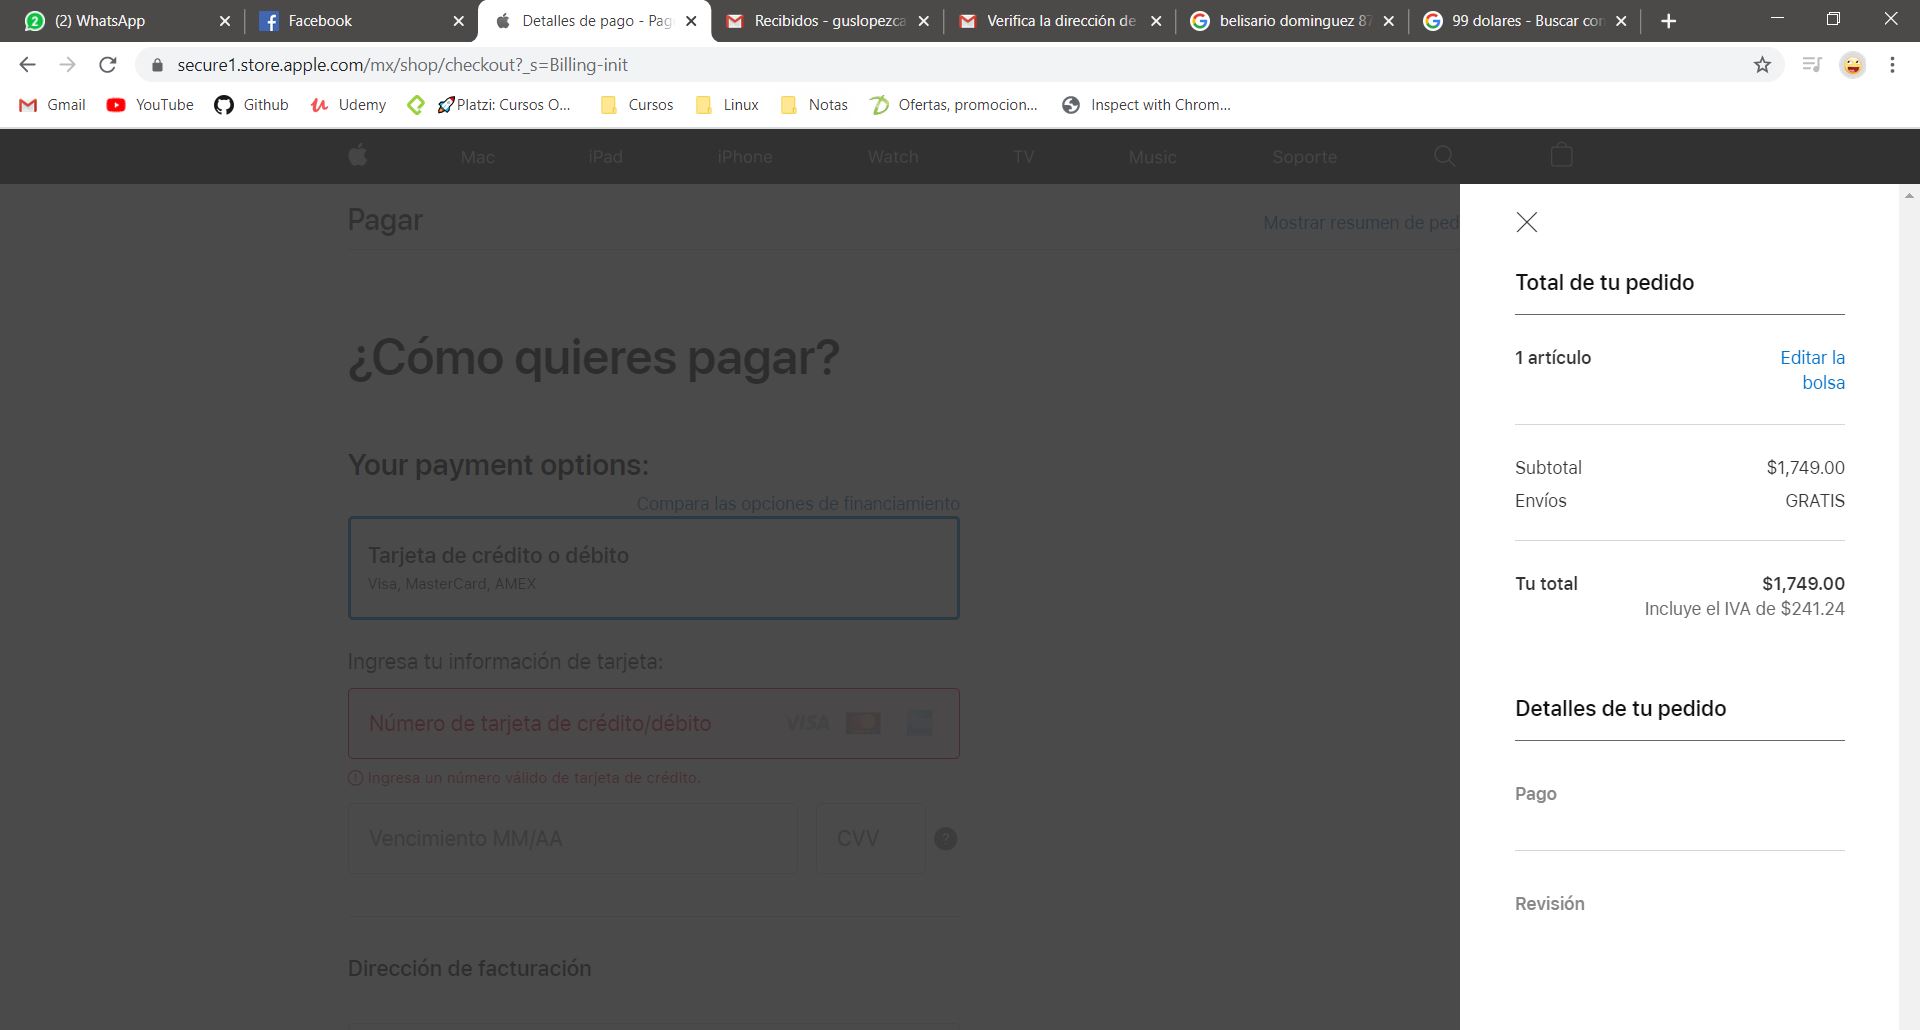 (2) WhatsApp
Facebook
Detalles de pago - Pag
Recibidos - guslopezca
Verifica la dirección de
belisario dominguez 87
99 dolares - Buscar con
secure1.store.apple.com/mx/shop/checkout?_s=Billing-init
Gmail
YouTube
Github
Udemy
Platzi: Cursos O...
Cursos
Linux
Notas
Ofertas, promocion...
Inspect with Chrom...
Mac
iPad
iPhone
Watch
TV
Music
Soporte
Pagar
Mostrar resumen de ped
¿Cómo quieres pagar?
Your payment options:
Compara las opciones de financiamiento
Tarjeta de crédito o débito
Visa, MasterCard, AMEX
Ingresa tu información de tarjeta:
Número de tarjeta de crédito/débito
VISA
Ingresa un número válido de tarjeta de crédito.
Vencimiento MM/AA
CVV
?
Dirección de facturación
Total de tu pedido
1 artículo
Editar la
bolsa
Subtotal
$1,749.00
Envíos
GRATIS
Tu total
$1,749.00
Incluye el IVA de $241.24
Detalles de tu pedido
Pago
Revisión